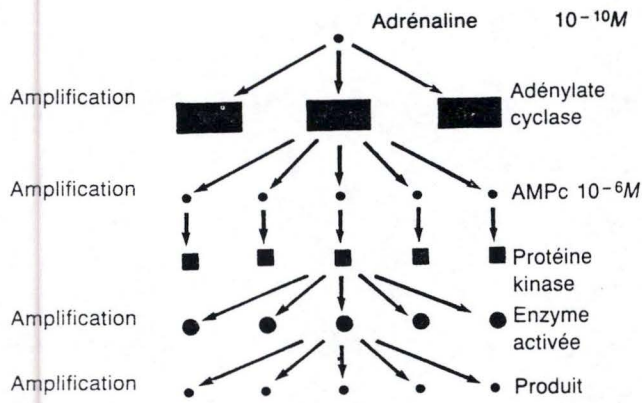 Adrénaline 10⁻¹⁰M
Amplification
Adénylate
cyclase
Amplification
AMPc 10⁻⁶M
Protéine
kinase
Amplification
Enzyme
activée
Amplification
Produit